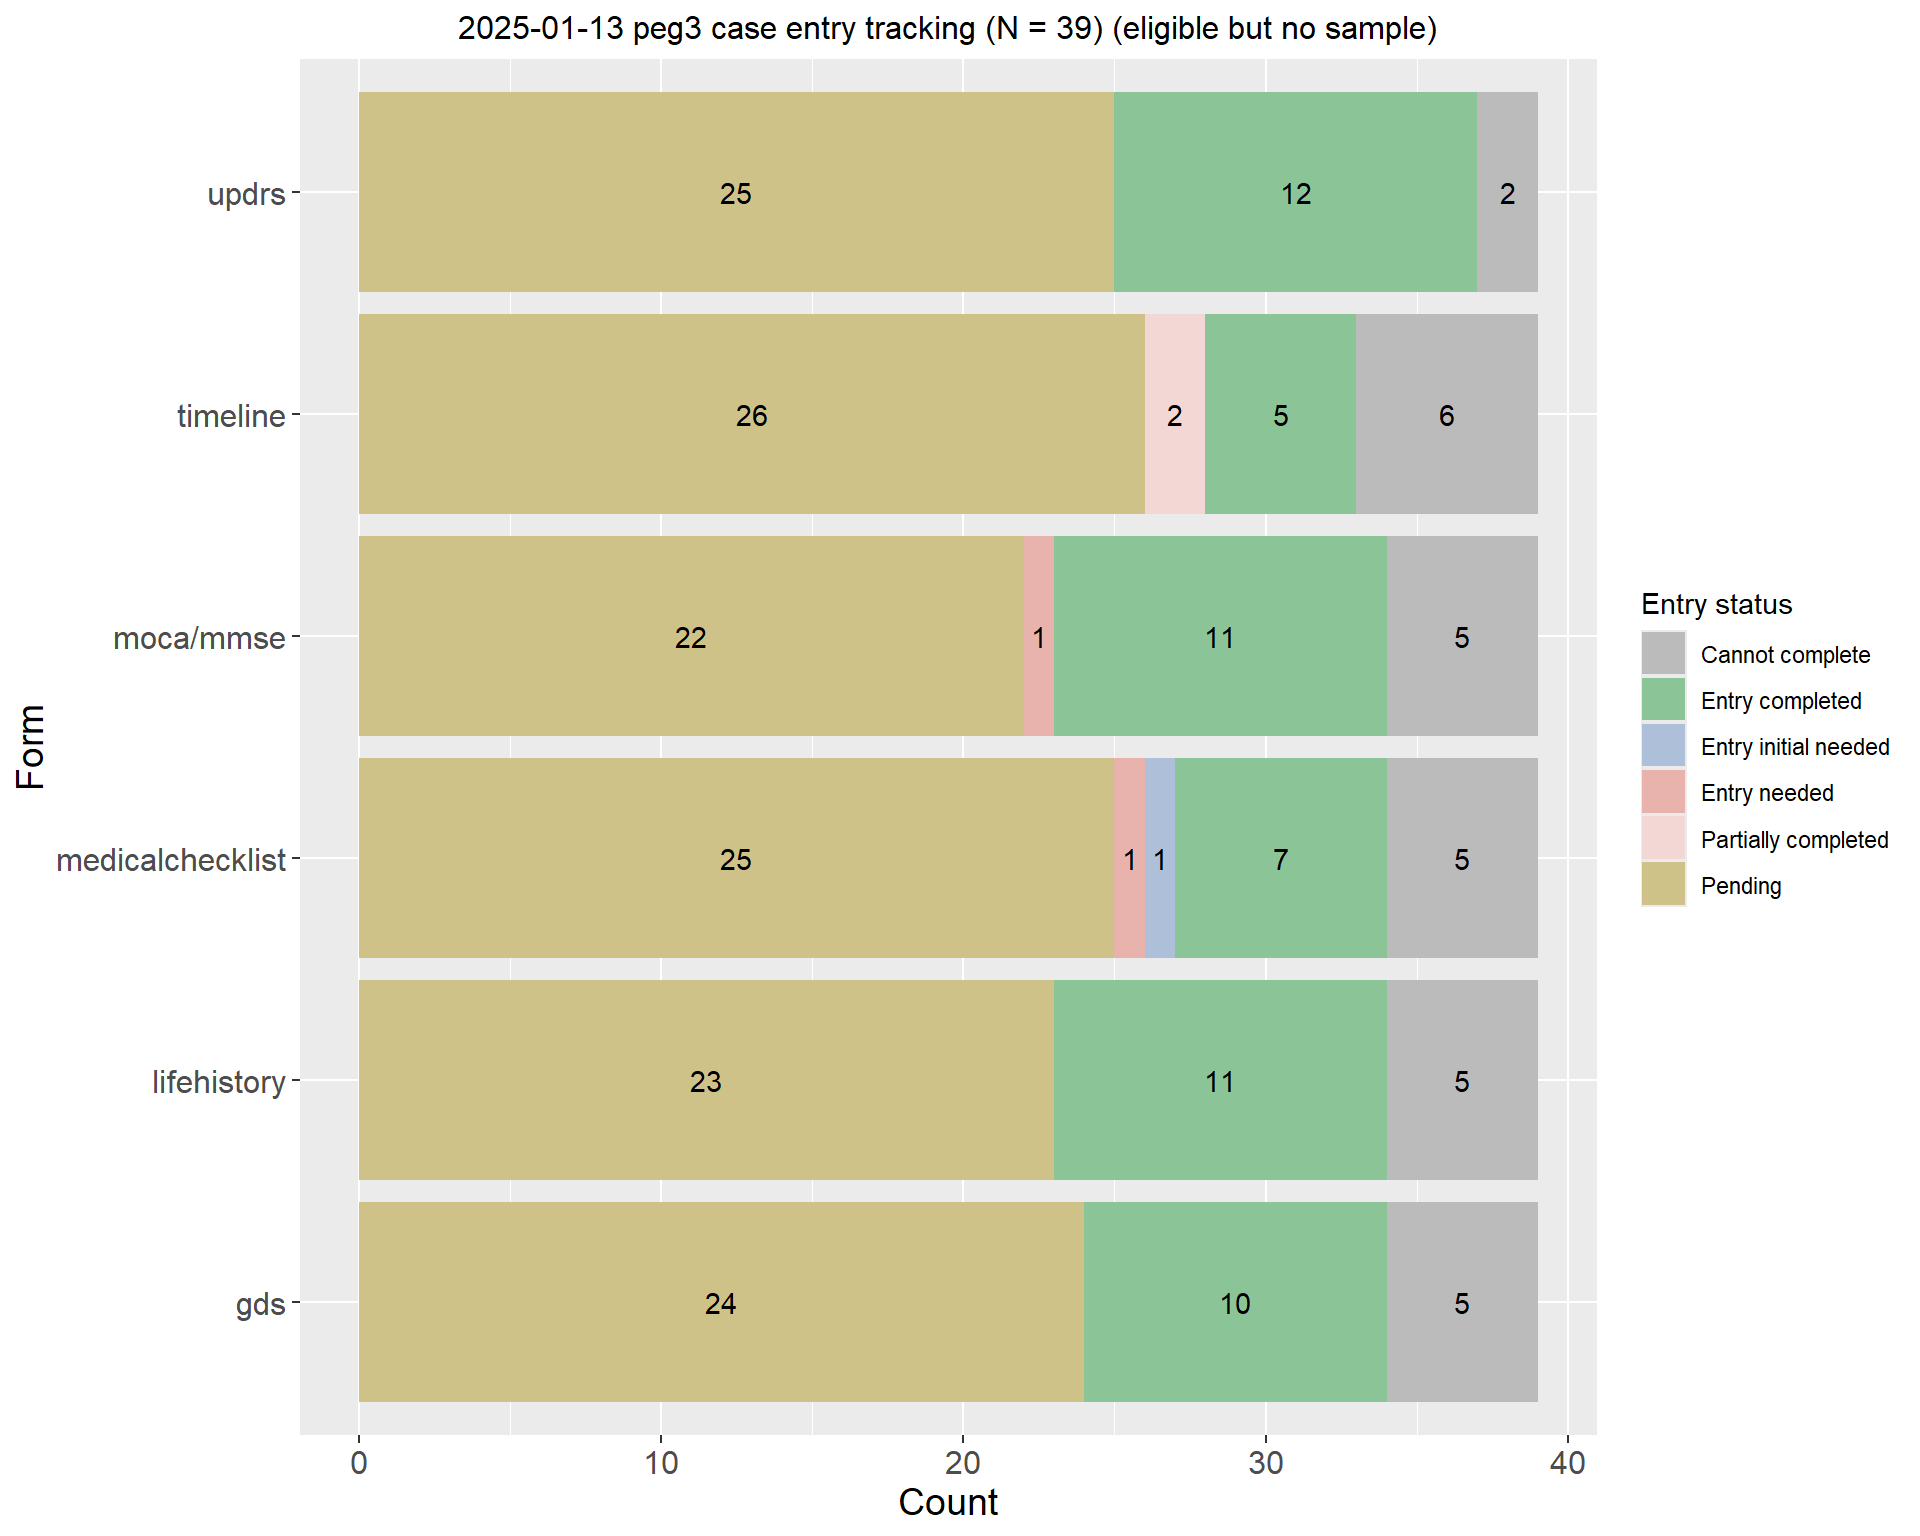 2025-01-13 peg3 case entry tracking (N = 39) (eligible but no sample)
updrs
25
12
2
timeline
26
2
5
6
moca/mmse
22
1
11
5
medicalchecklist
25
1
1
7
5
lifehistory
23
11
5
gds
24
10
5
0
10
20
30
40
Count
Form
Entry status
Cannot complete
Entry completed
Entry initial needed
Entry needed
Partially completed
Pending